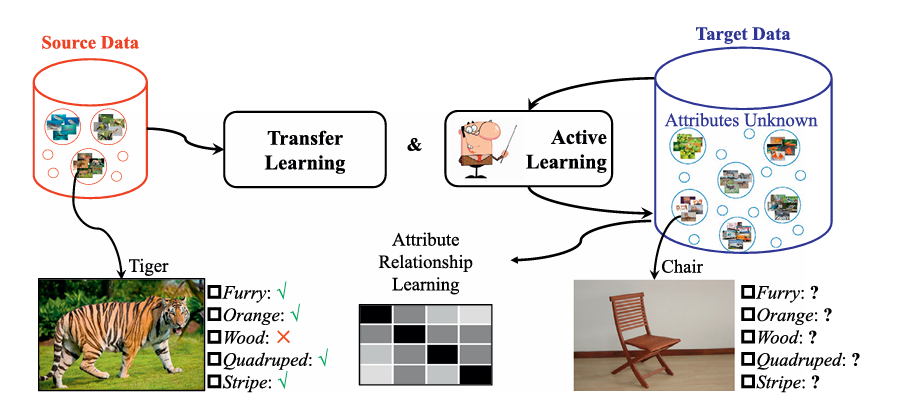 Source Data
Target Data
Attributes Unknown
Transfer
Learning
&
Active
Learning
Attribute
Relationship
Learning
Tiger
Furry: √
Orange: √
Wood: ×
Quadruped: √
Stripe: √
Chair
Furry: ?
Orange: ?
Wood: ?
Quadruped: ?
Stripe: ?